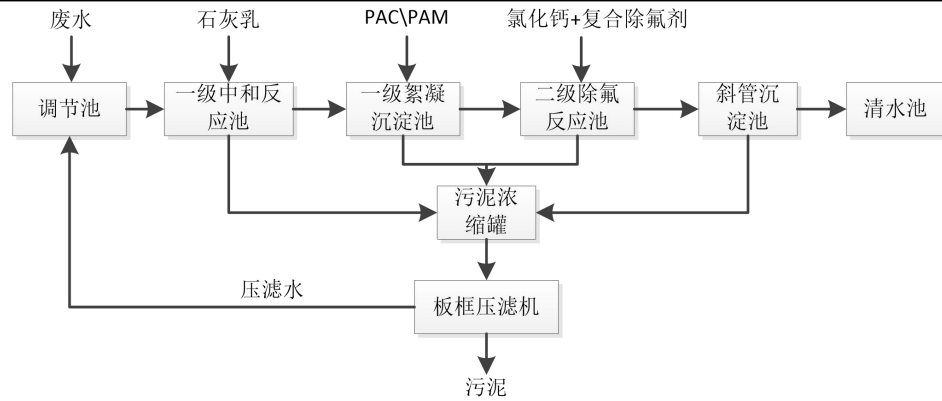 废水
石灰乳
PAC\PAM
氯化钙+复合除氟剂
调节池
一级中和反
应池
一级絮凝
沉淀池
二级除氟
反应池
斜管沉
淀池
清水池
污泥浓
缩罐
压滤水
板框压滤机
污泥